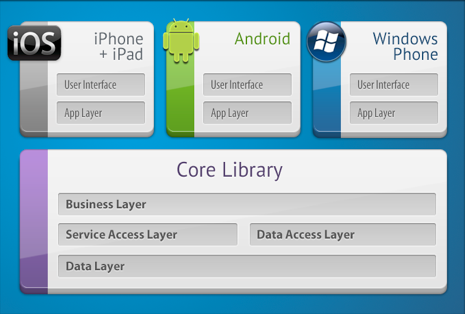 iOS
iPhone
+ iPad
User Interface
App Layer
Android
User Interface
App Layer
Windows
Phone
User Interface
App Layer
Core Library
Business Layer
Service Access Layer
Data Access Layer
Data Layer